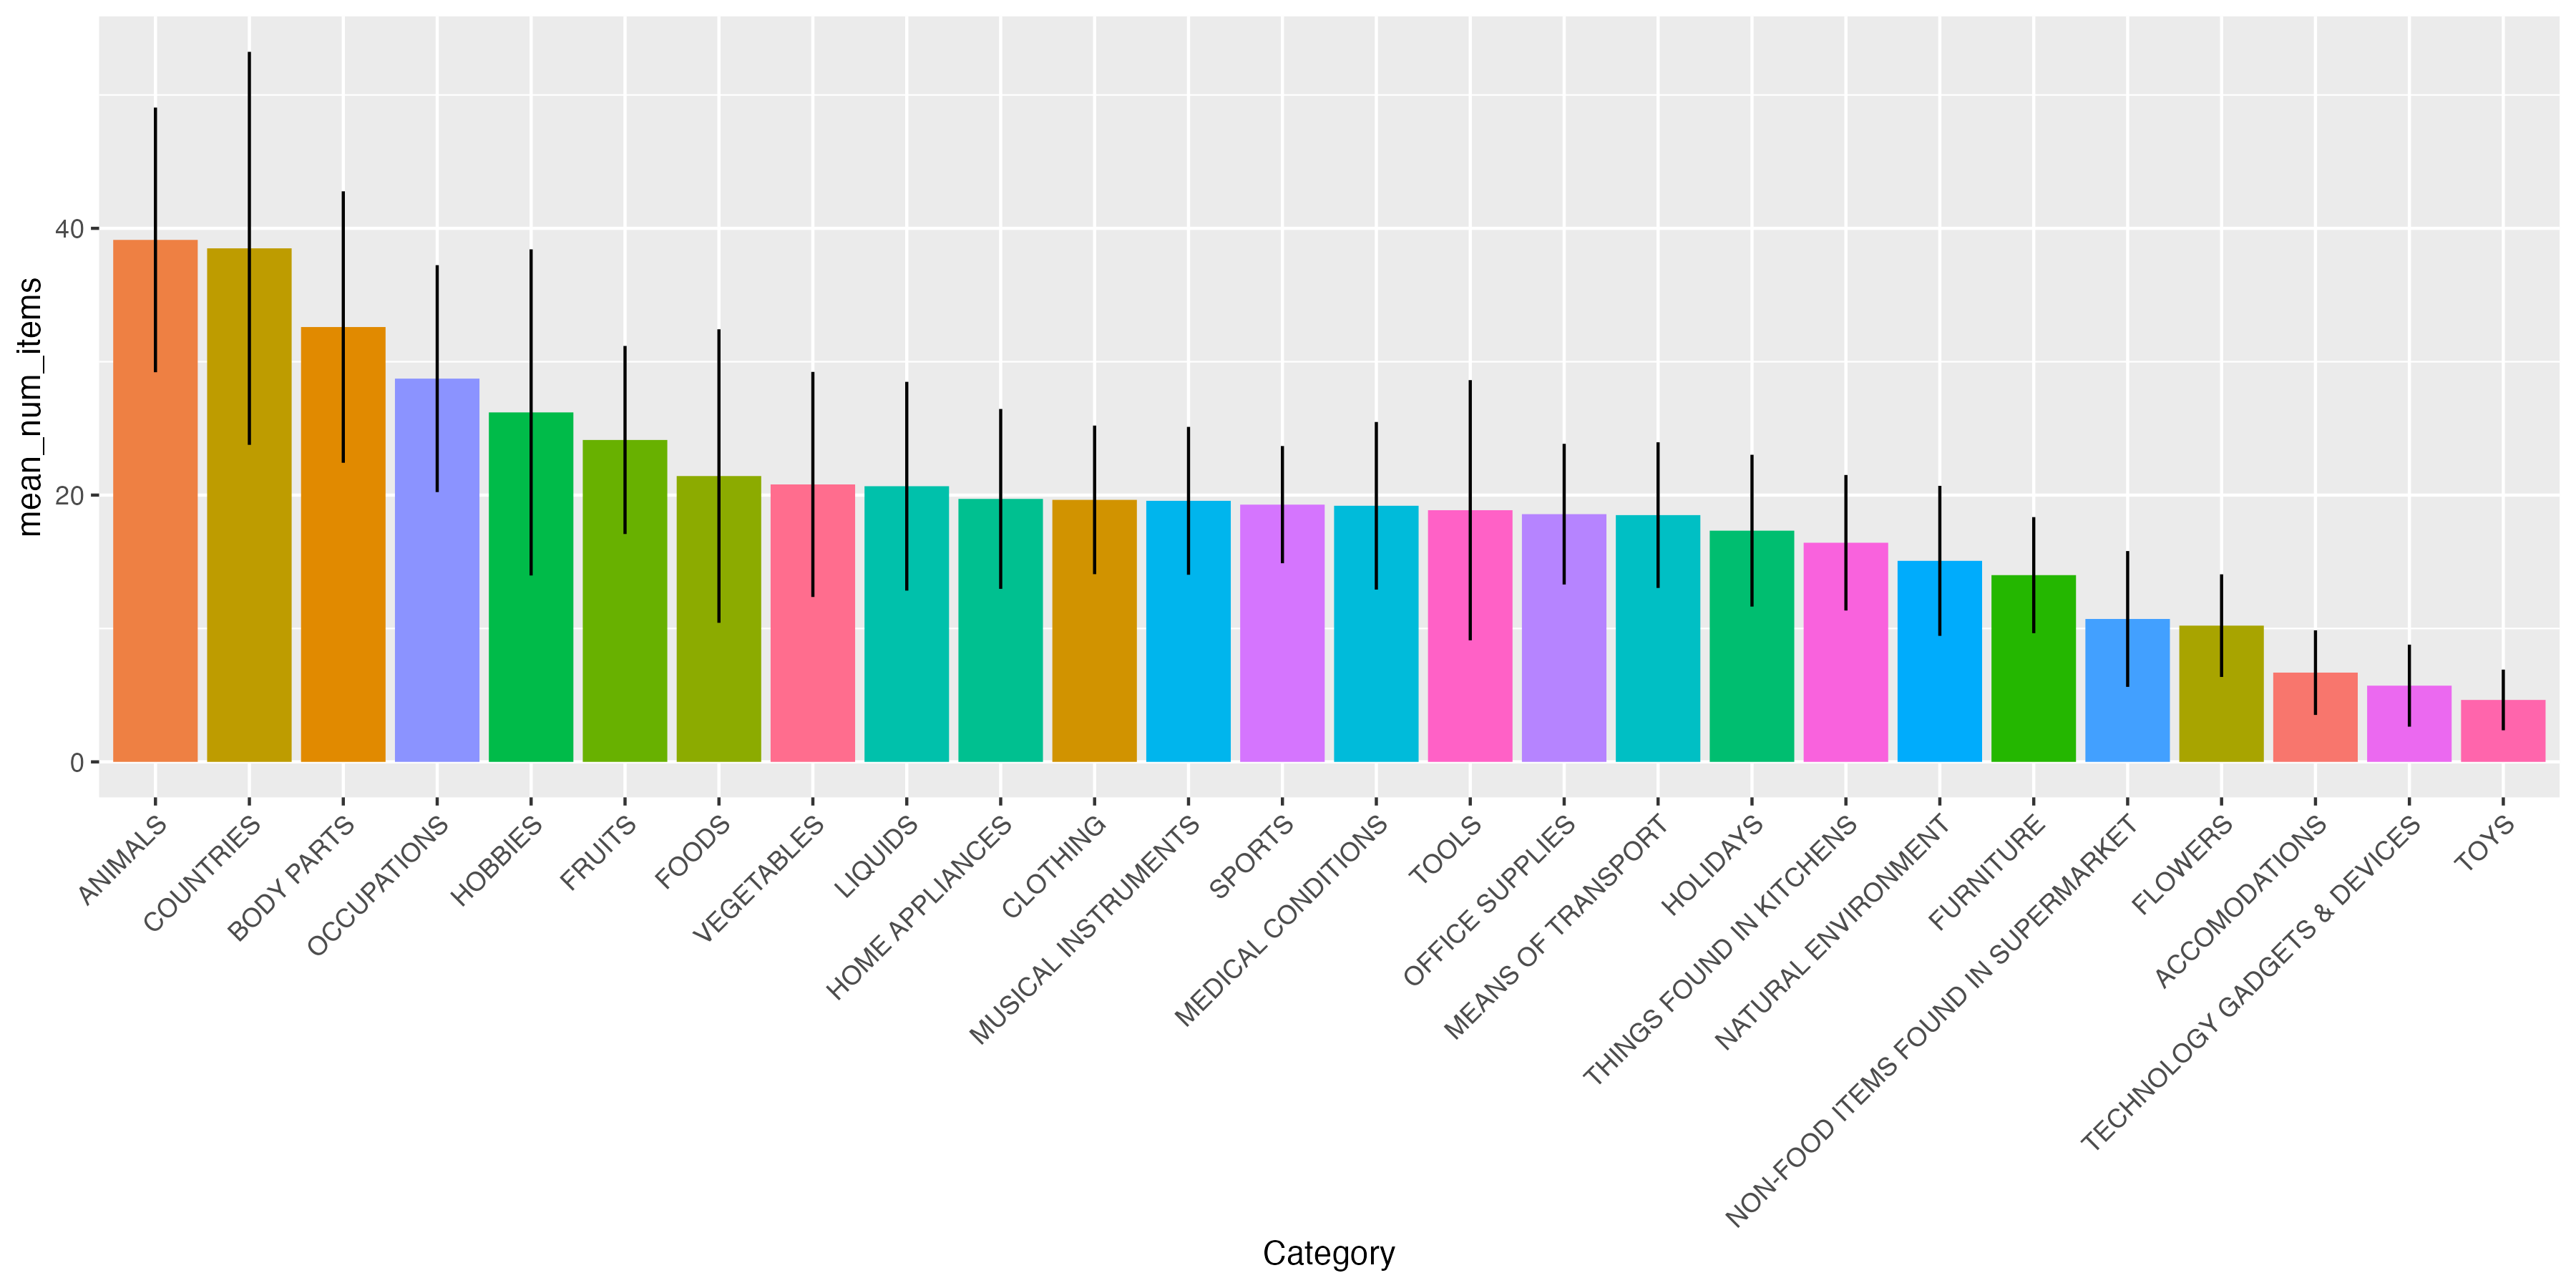 mean_num_items
40
20
0
ANIMALS
COUNTRIES
BODY PARTS
OCCUPATIONS
HOBBIES
FRUITS
FOODS
VEGETABLES
LIQUIDS
HOME APPLIANCES
CLOTHING
MUSICAL INSTRUMENTS
SPORTS
MEDICAL CONDITIONS
TOOLS
OFFICE SUPPLIES
MEANS OF TRANSPORT
HOLIDAYS
THINGS FOUND IN KITCHENS
NATURAL ENVIRONMENT
FURNITURE
NON-FOOD ITEMS FOUND IN SUPERMARKET
FLOWERS
ACCOMODATIONS
TECHNOLOGY GADGETS & DEVICES
TOYS
Category